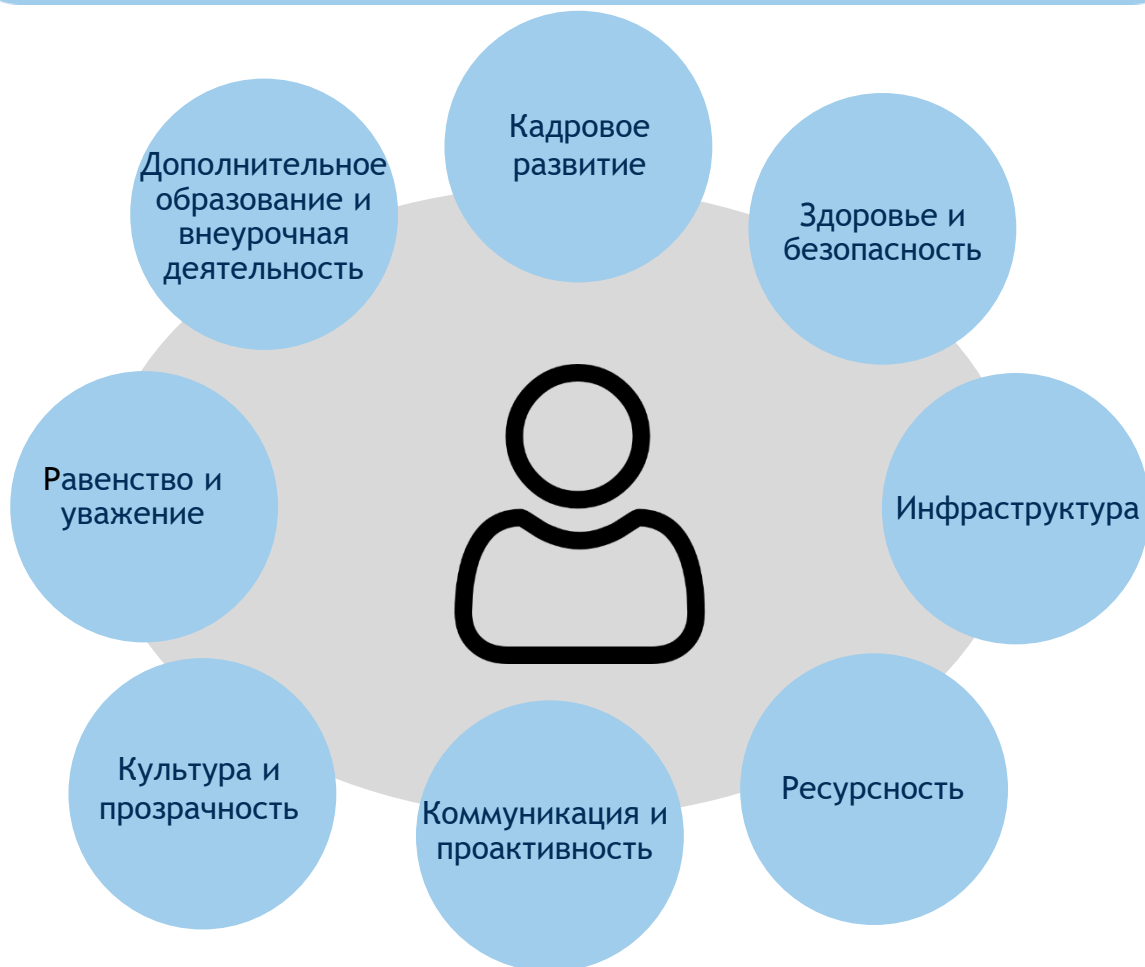 Кадровое
развитие
Дополнительное
образование и
внеурочная
деятельность
Здоровье и
безопасность
Равенство и
уважение
Инфраструктура
Культура и
прозрачность
Ресурсность
Коммуникация и
проактивность